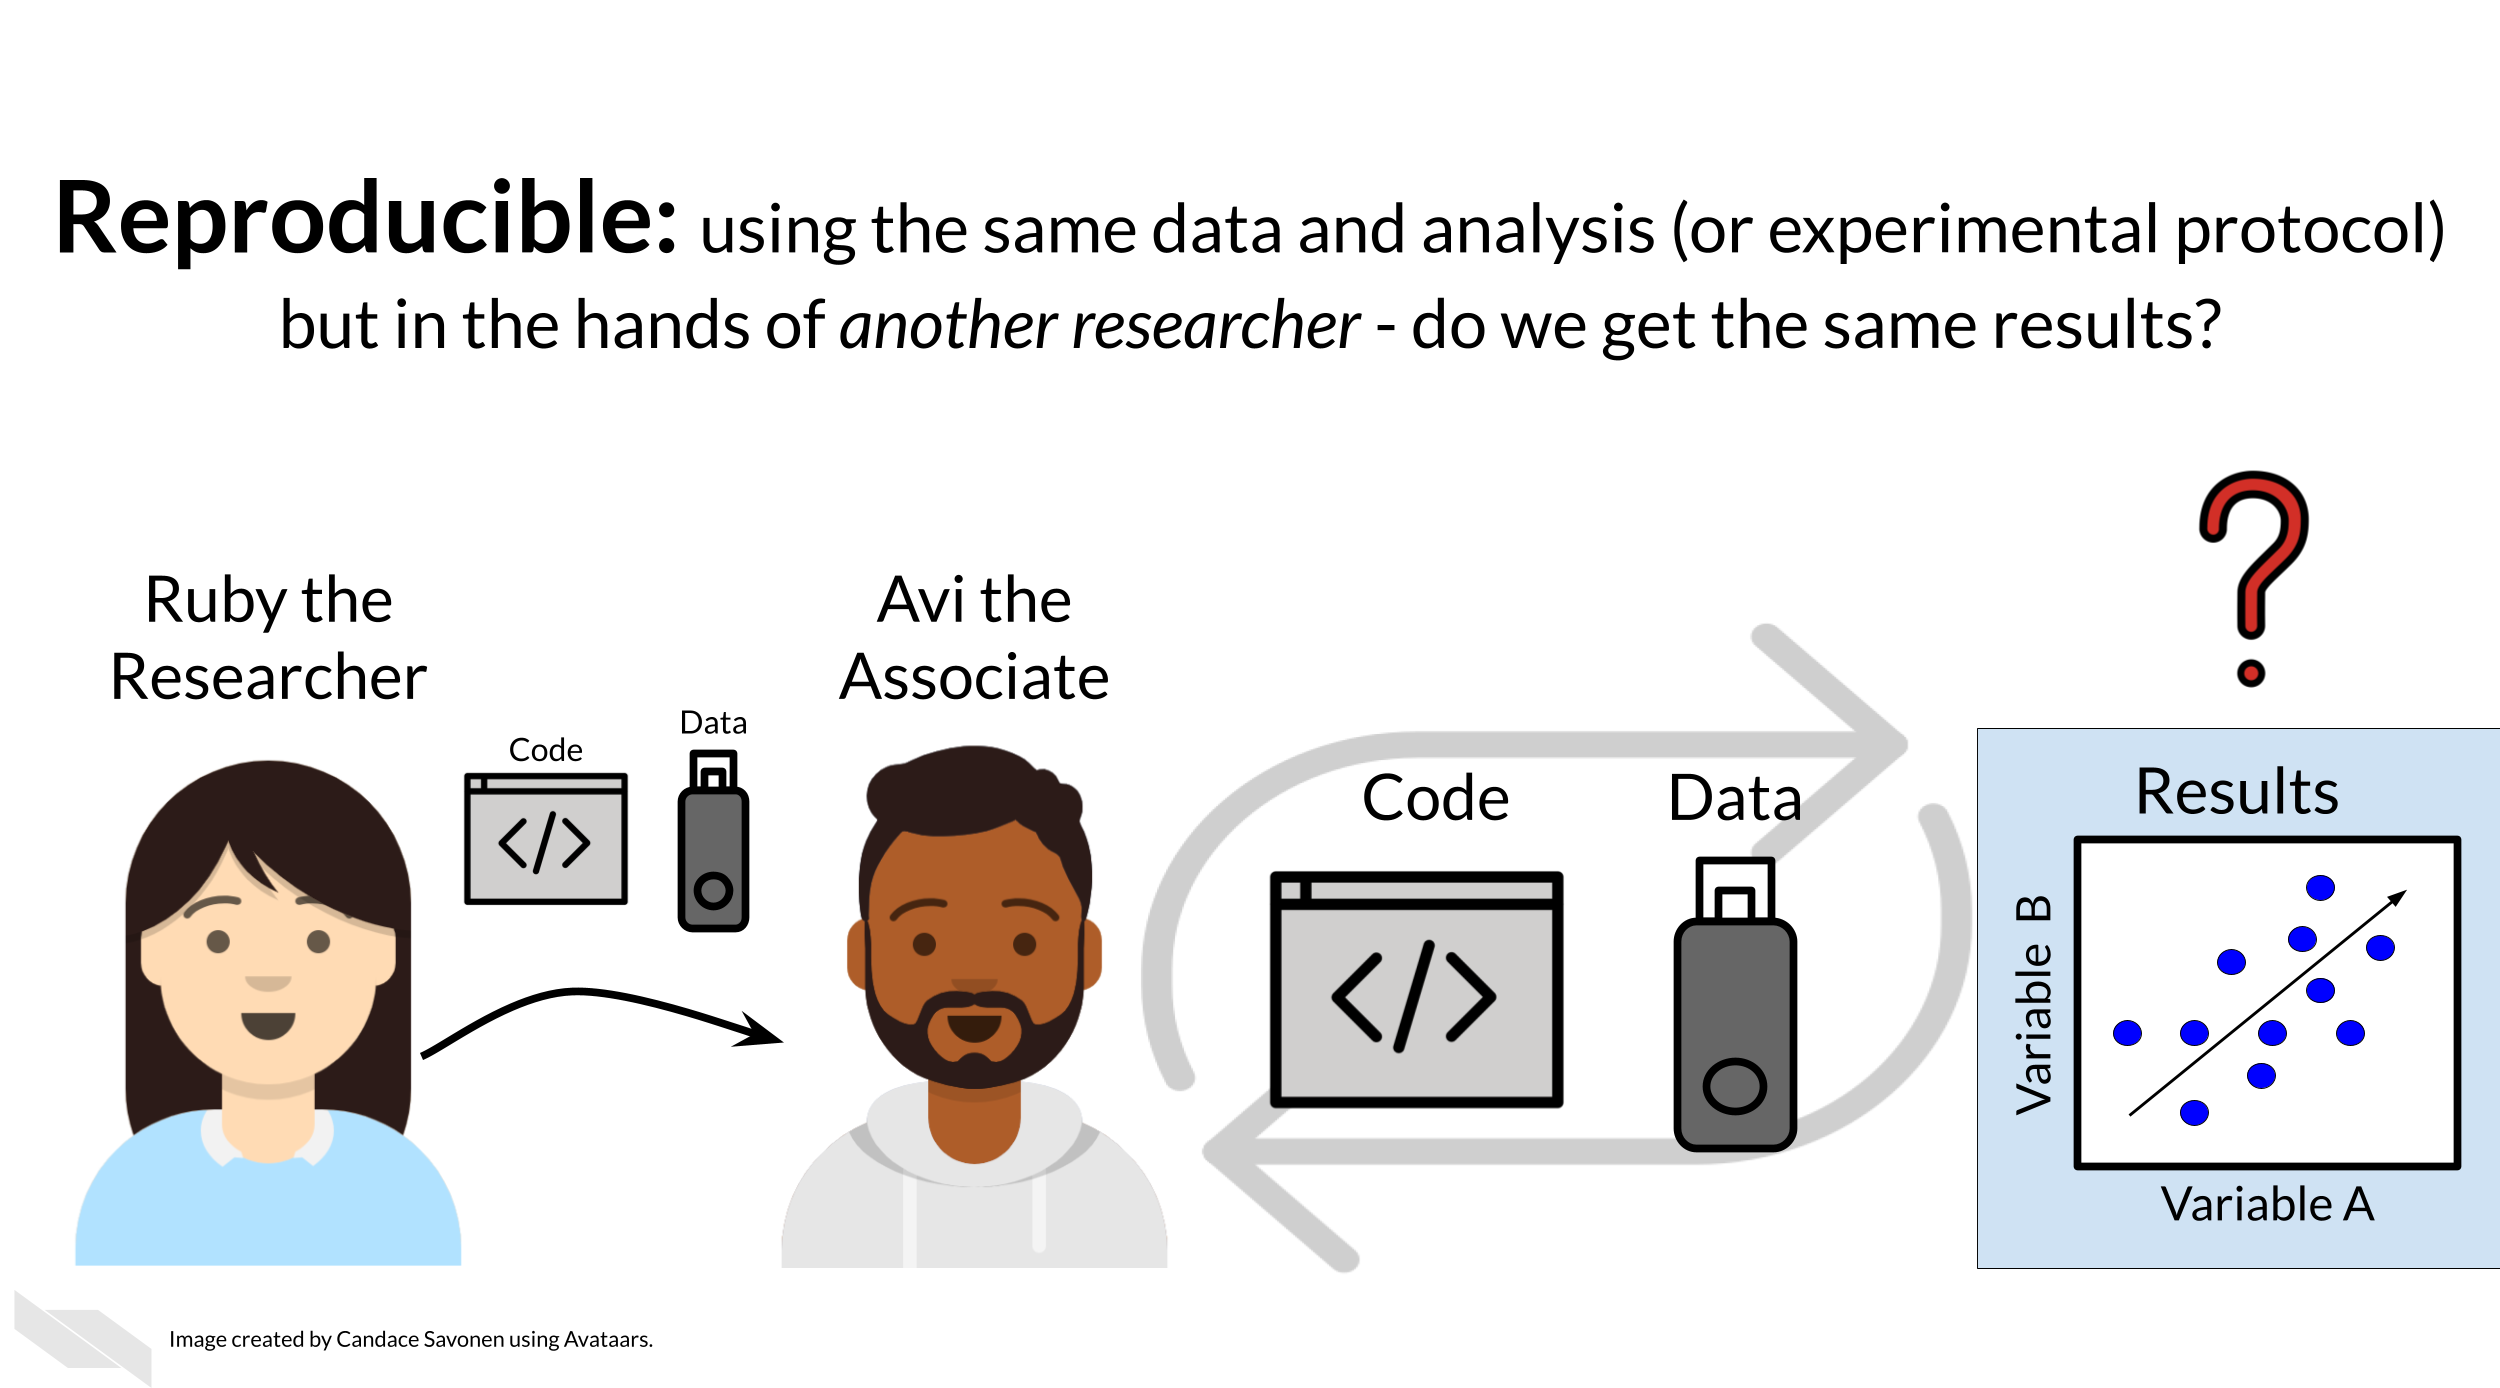 Reproducible: using the same data and analysis (or experimental protocol)
but in the hands of another researcher - do we get the same results?
Ruby the
Researcher
Code
Data
Avi the
Associate
Code
Data
Results
Variable B
Variable A
Image created by Candace Savonen using Avataars.